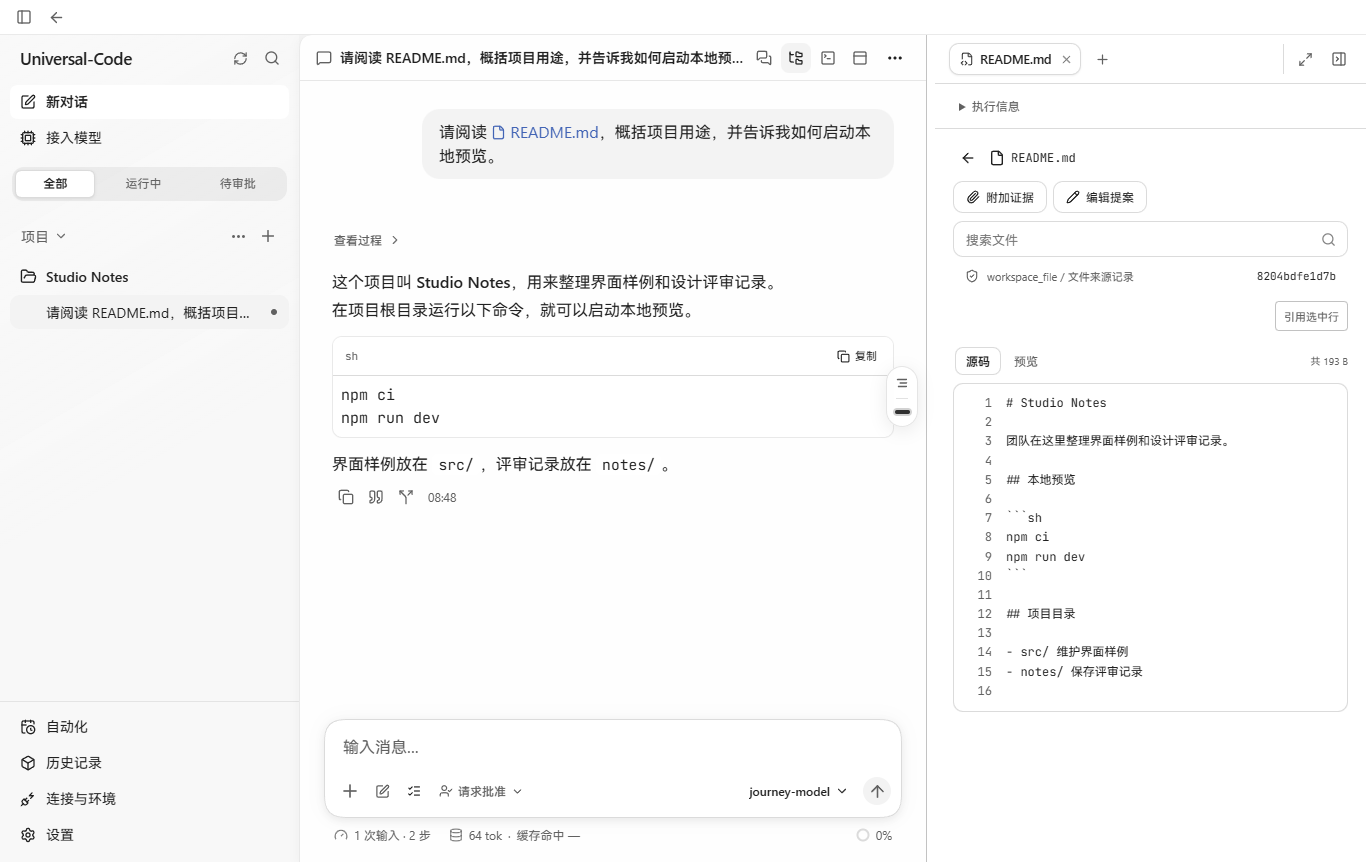 Universal-Code
新对话
接入模型
全部
运行中
待审批
项目
Studio Notes
请阅读 README.md，概括项目...
自动化
历史记录
连接与环境
设置
请阅读 README.md，概括项目用途，并告诉我如何启动本地预...
请阅读 README.md，概括项目用途，并告诉我如何启动本
地预览。
查看过程
这个项目叫 Studio Notes，用来整理界面样例和设计评审记录。
在项目根目录运行以下命令，就可以启动本地预览。
sh
复制
npm ci
npm run dev
界面样例放在 src/ ，评审记录放在 notes/ 。
08:48
输入消息...
请求批准
journey-model
1 次输入 · 2 步
64 tok · 缓存命中 —
0%
README.md
执行信息
README.md
附加证据
编辑提案
搜索文件
workspace_file / 文件来源记录
8204bdfe1d7b
引用选中行
源码
预览
共 193 B
1 # Studio Notes
2
3 团队在这里整理界面样例和设计评审记录。
4
5 ## 本地预览
6
7 ```sh
8 npm ci
9 npm run dev
10 ```
11
12 ## 项目目录
13
14 - src/ 维护界面样例
15 - notes/ 保存评审记录
16